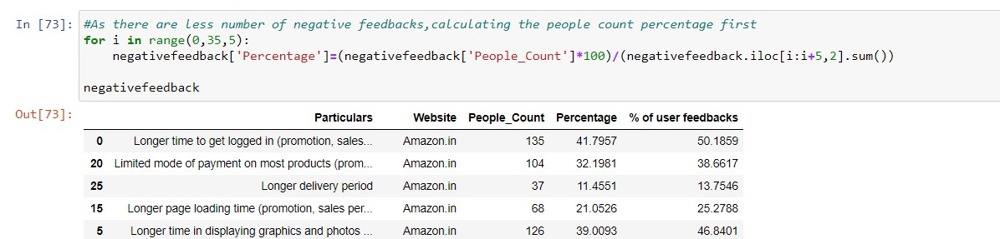 In [73]: #As there are less number of negative feedbacks,calculating the people count percentage first
for i in range(0,35,5):
    negativefeedback['Percentage']=(negativefeedback['People_Count']*100)/(negativefeedback.iloc[i:i+5,2].sum())
negativefeedback
Out[73]:
Particulars Website People_Count Percentage % of user feedbacks
0 Longer time to get logged in (promotion, sales... Amazon.in 135 41.7957 50.1859
20 Limited mode of payment on most products (prom... Amazon.in 104 32.1981 38.6617
25 Longer delivery period Amazon.in 37 11.4551 13.7546
15 Longer page loading time (promotion, sales per... Amazon.in 68 21.0526 25.2788
5 Longer time in displaying graphics and photos ... Amazon.in 126 39.0093 46.8401